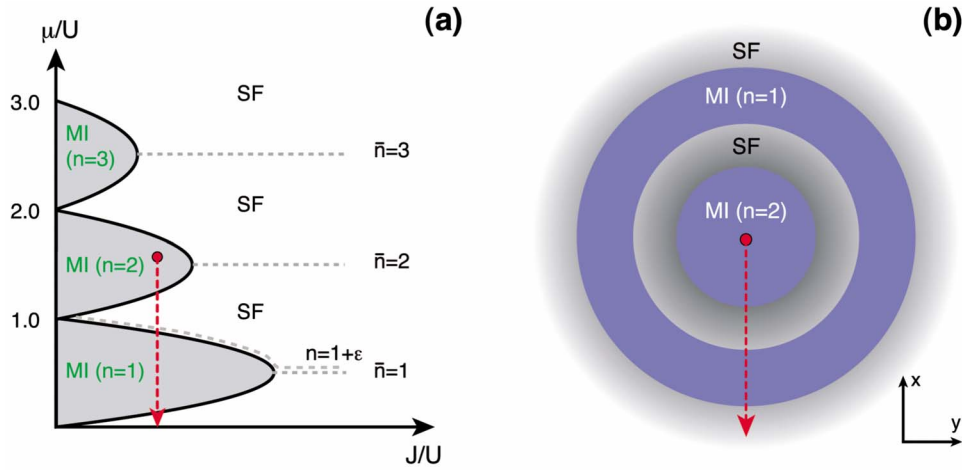 μ/U
(a)
3.0
SF
MI
(n=3)
n̄=3
2.0
SF
MI (n=2)
n̄=2
1.0
SF
n=1+ε
MI (n=1)
n̄=1
J/U
(b)
SF
MI (n=1)
SF
MI (n=2)
x
y